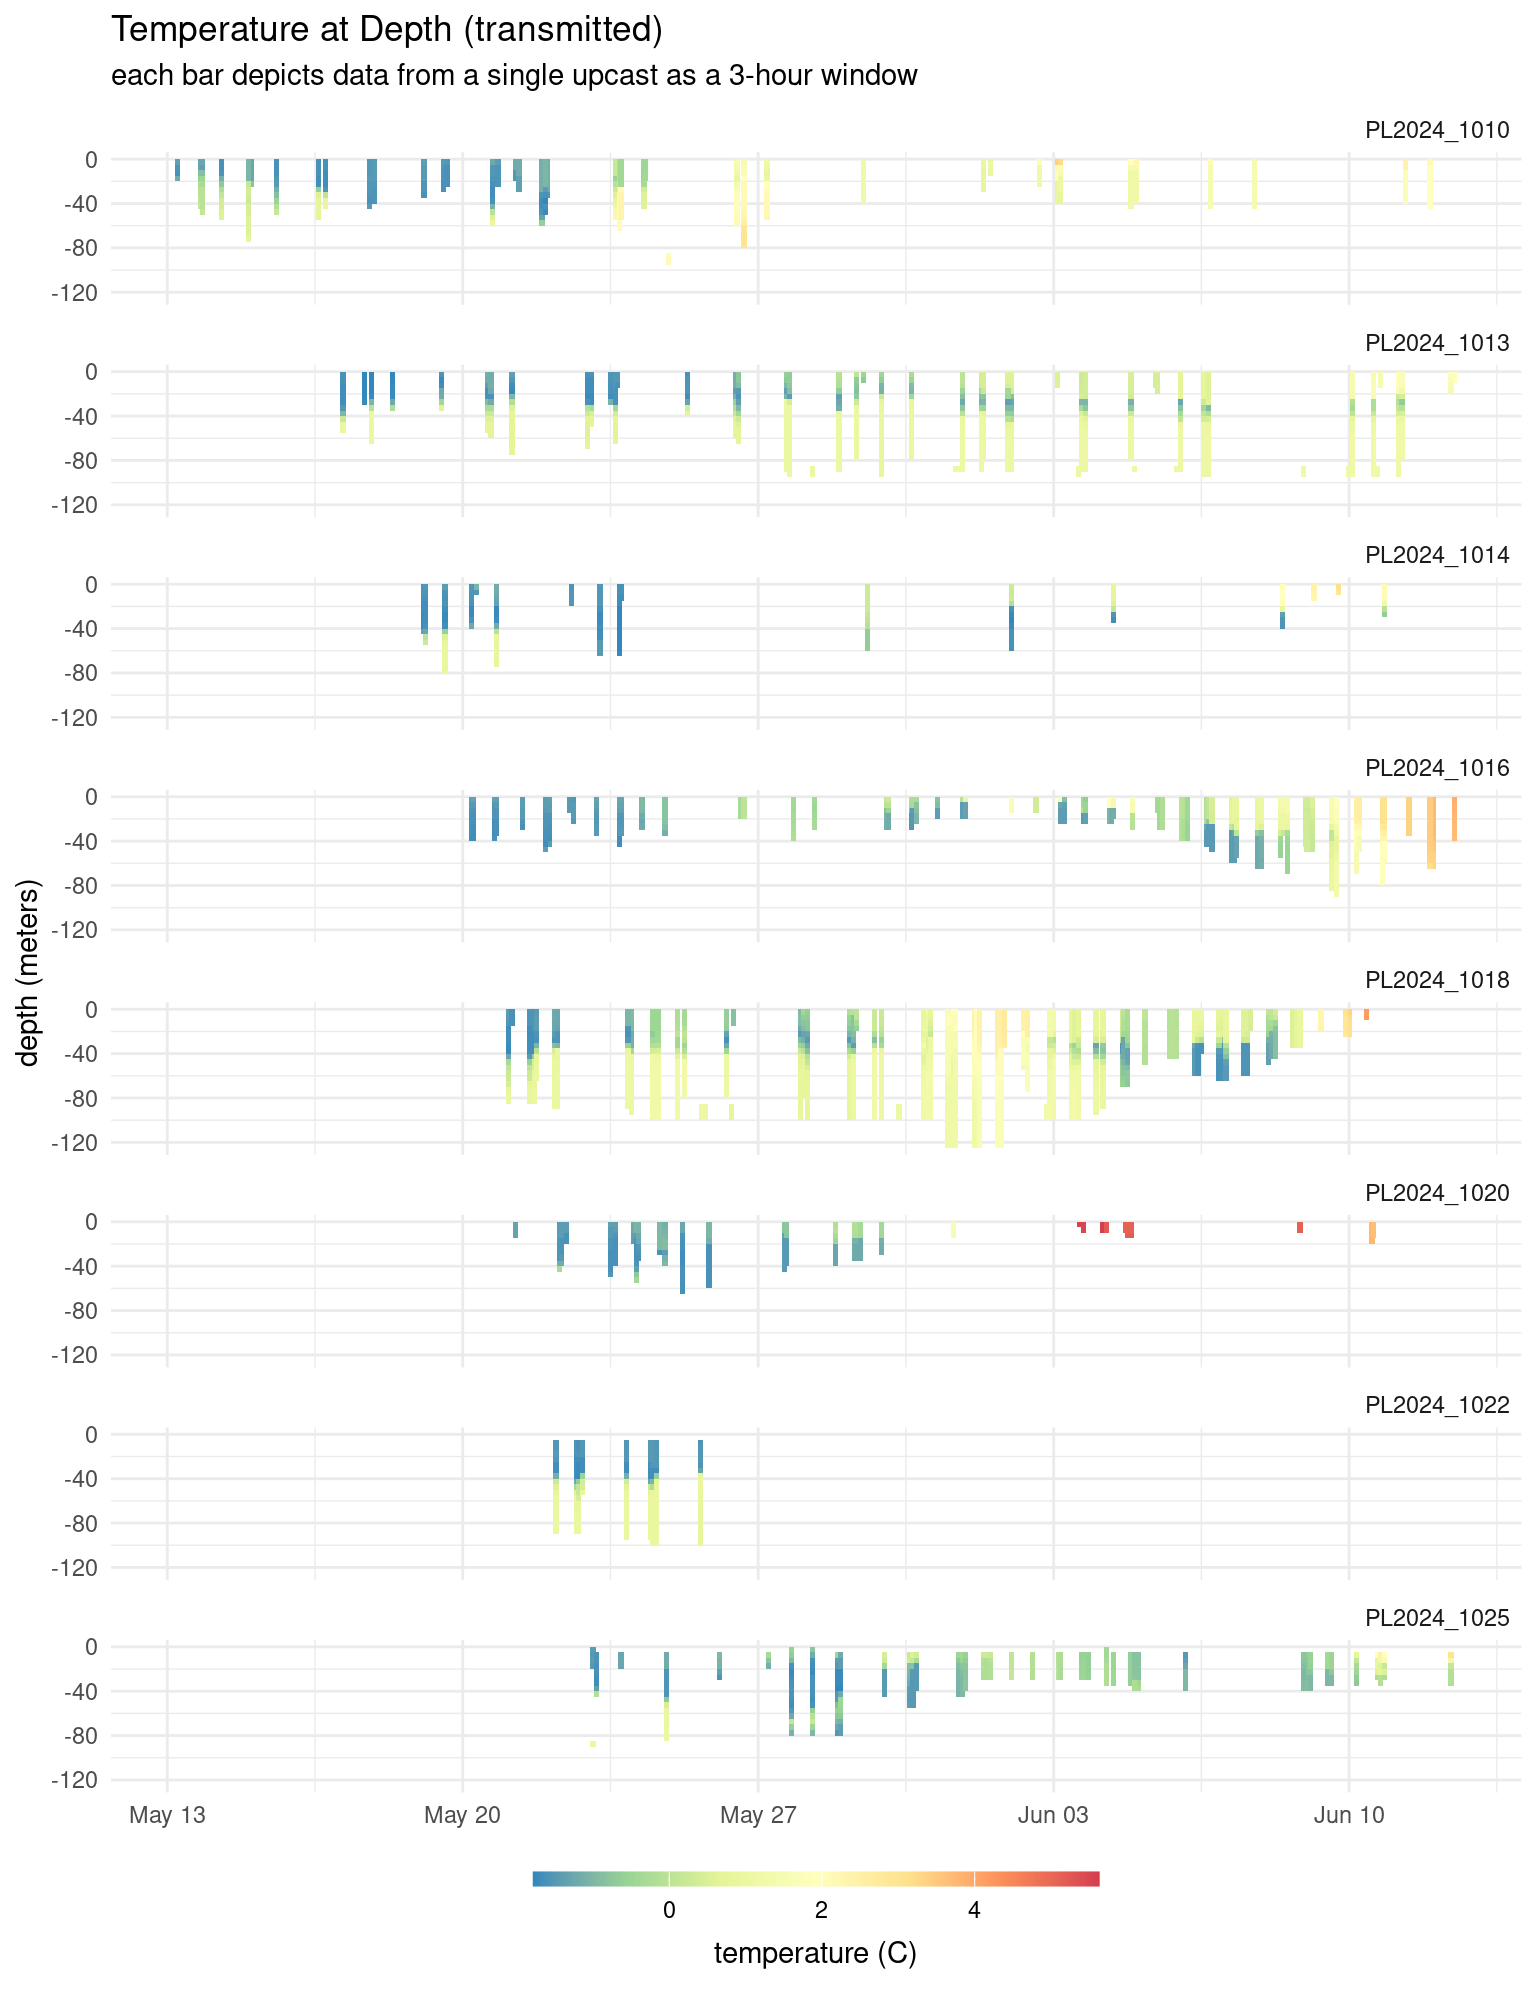 Temperature at Depth (transmitted)
each bar depicts data from a single upcast as a 3-hour window
PL2024_1010
0
-40
-80
-120
PL2024_1013
0
-40
-80
-120
PL2024_1014
0
-40
-80
-120
PL2024_1016
0
-40
-80
-120
depth (meters)
PL2024_1018
0
-40
-80
-120
PL2024_1020
0
-40
-80
-120
PL2024_1022
0
-40
-80
-120
PL2024_1025
0
-40
-80
-120
May 13 May 20 May 27 Jun 03 Jun 10
0 2 4
temperature (C)